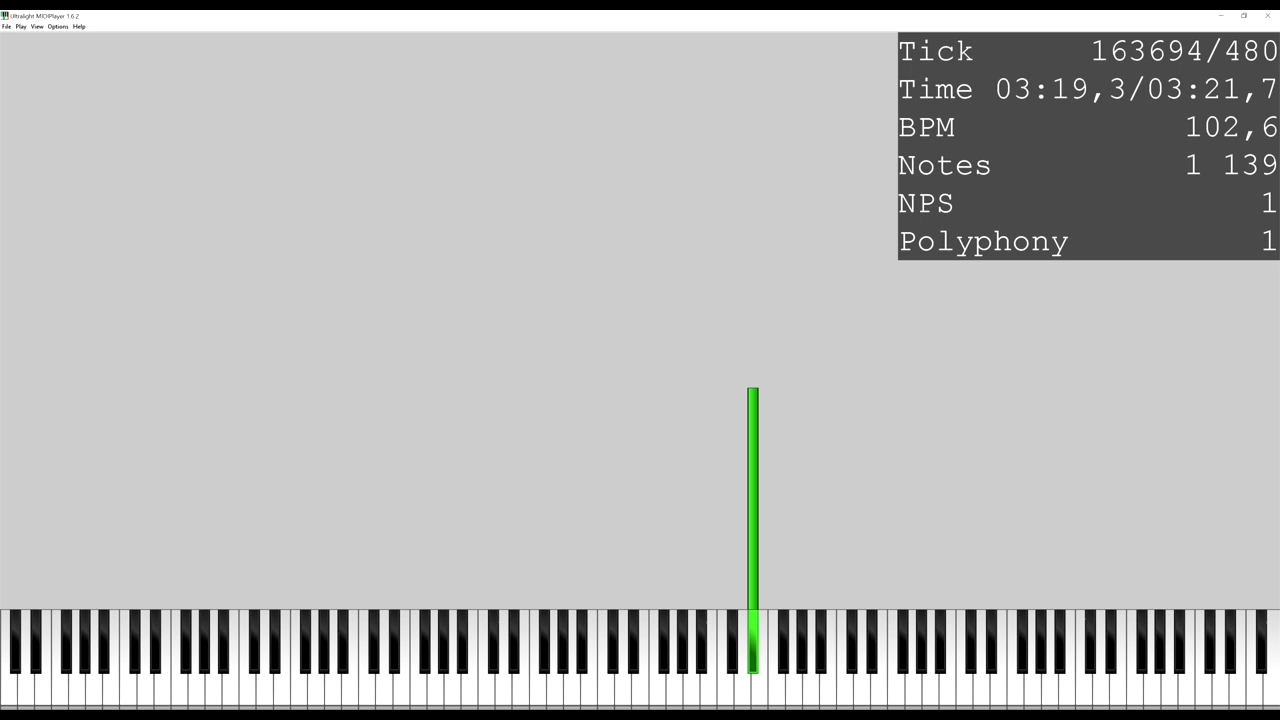 Ultralight MIDIPlayer 1.6.2
File Play View Options Help
Tick 163694/480
Time 03:19,3/03:21,7
BPM 102,6
Notes 1 139
NPS 1
Polyphony 1